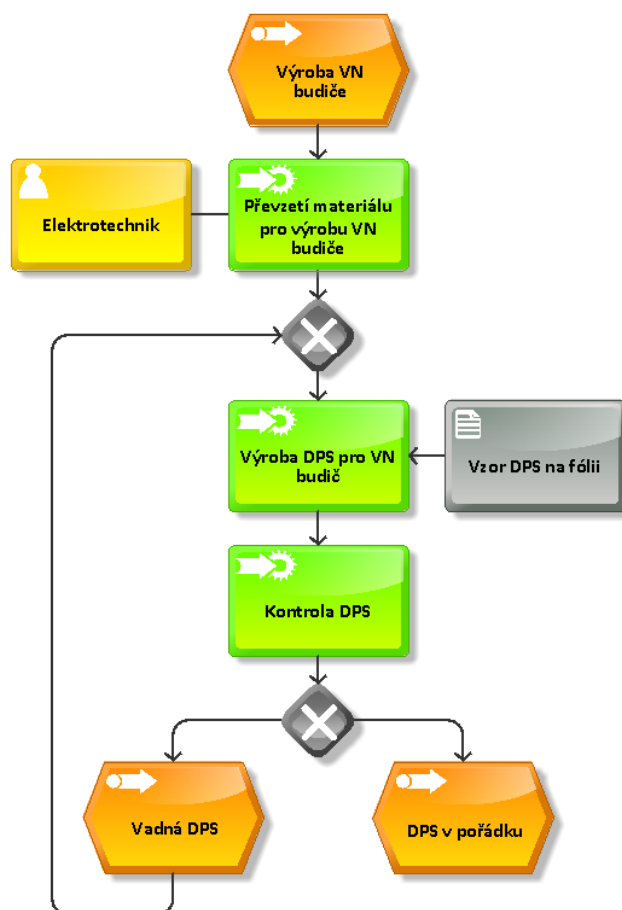 Výroba VN
budiče
Elektrotechnik
Převzetí materiálu
pro výrobu VN
budiče
Výroba DPS pro VN
budič
Vzor DPS na fólii
Kontrola DPS
Vadná DPS
DPS v pořádku